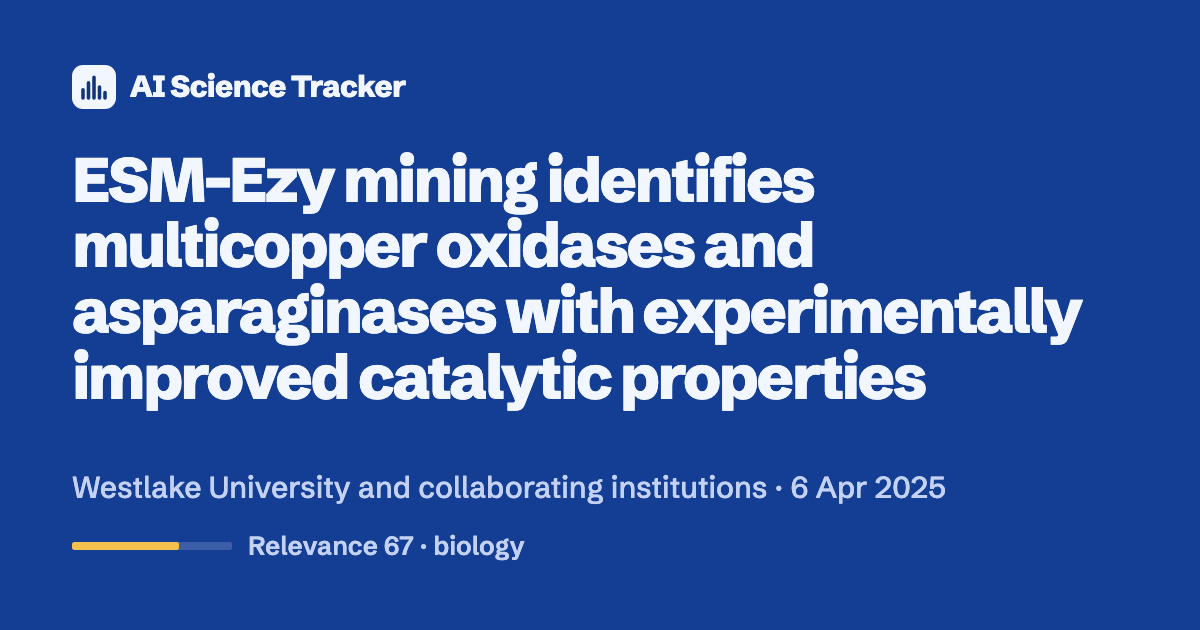 AI Science Tracker
ESM-Ezy mining identifies
multicopper oxidases and
asparaginases with experimentally
improved catalytic properties
Westlake University and collaborating institutions · 6 Apr 2025
Relevance 67 · biology